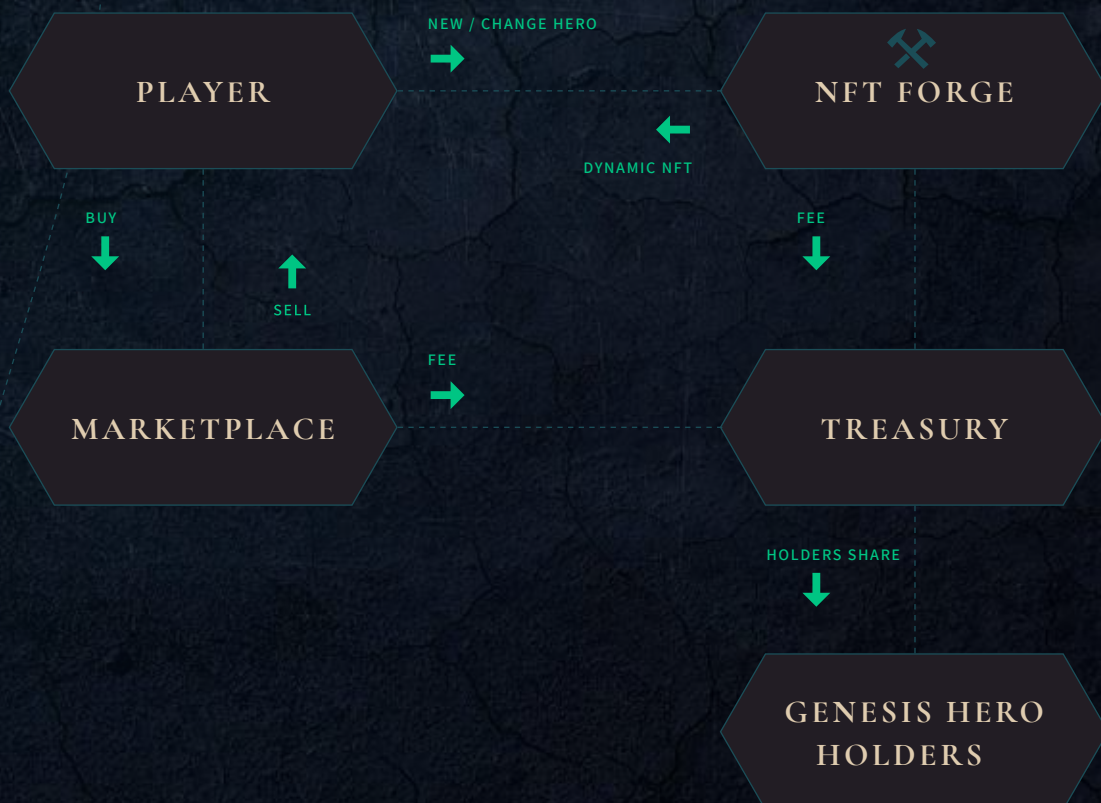 NEW / CHANGE HERO
PLAYER
NFT FORGE
DYNAMIC NFT
BUY
FEE
SELL
FEE
MARKETPLACE
TREASURY
HOLDERS SHARE
GENESIS HERO
HOLDERS